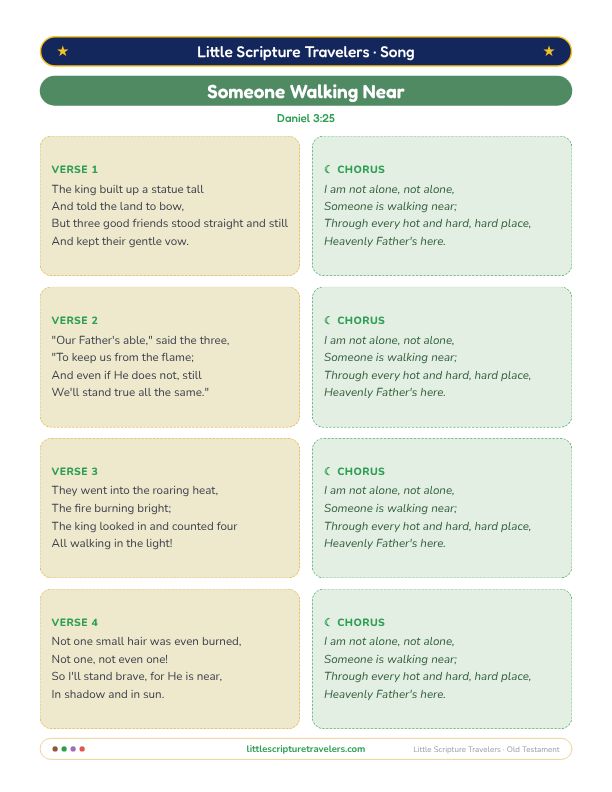 ★ Little Scripture Travelers · Song ★
Someone Walking Near
Daniel 3:25
VERSE 1
The king built up a statue tall
And told the land to bow,
But three good friends stood straight and still
And kept their gentle vow.
☾ CHORUS
I am not alone, not alone,
Someone is walking near;
Through every hot and hard, hard place,
Heavenly Father's here.
VERSE 2
"Our Father's able," said the three,
"To keep us from the flame;
And even if He does not, still
We'll stand true all the same."
☾ CHORUS
I am not alone, not alone,
Someone is walking near;
Through every hot and hard, hard place,
Heavenly Father's here.
VERSE 3
They went into the roaring heat,
The fire burning bright;
The king looked in and counted four
All walking in the light!
☾ CHORUS
I am not alone, not alone,
Someone is walking near;
Through every hot and hard, hard place,
Heavenly Father's here.
VERSE 4
Not one small hair was even burned,
Not one, not even one!
So I'll stand brave, for He is near,
In shadow and in sun.
☾ CHORUS
I am not alone, not alone,
Someone is walking near;
Through every hot and hard, hard place,
Heavenly Father's here.
littlescripturetravelers.com
Little Scripture Travelers · Old Testament